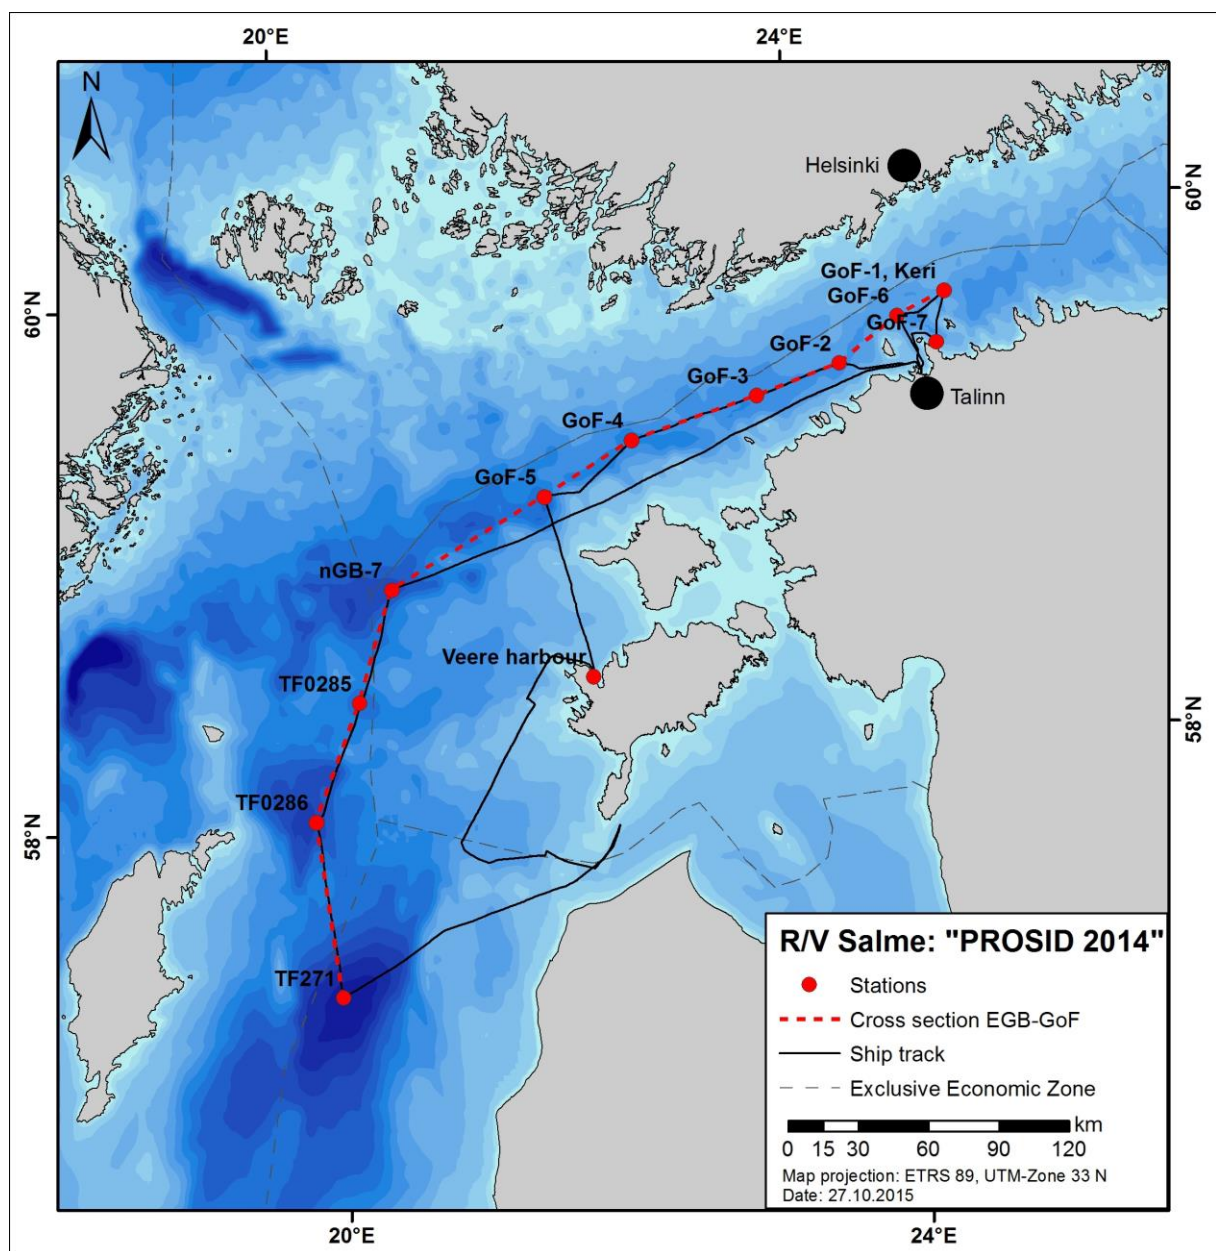 20°E 24°E
N
Helsinki
60°N
GoF-1, Keri
GoF-6
60°N
GoF-7
GoF-2
GoF-3
Talinn
GoF-4
GoF-5
nGB-7
Veere harbour
TF0285
58°N
TF0286
58°N
TF271
R/V Salme: "PROSID 2014"
Stations
Cross section EGB-GoF
Ship track
Exclusive Economic Zone
km
0 15 30 60 90 120
Map projection: ETRS 89, UTM-Zone 33 N
Date: 27.10.2015
20°E 24°E